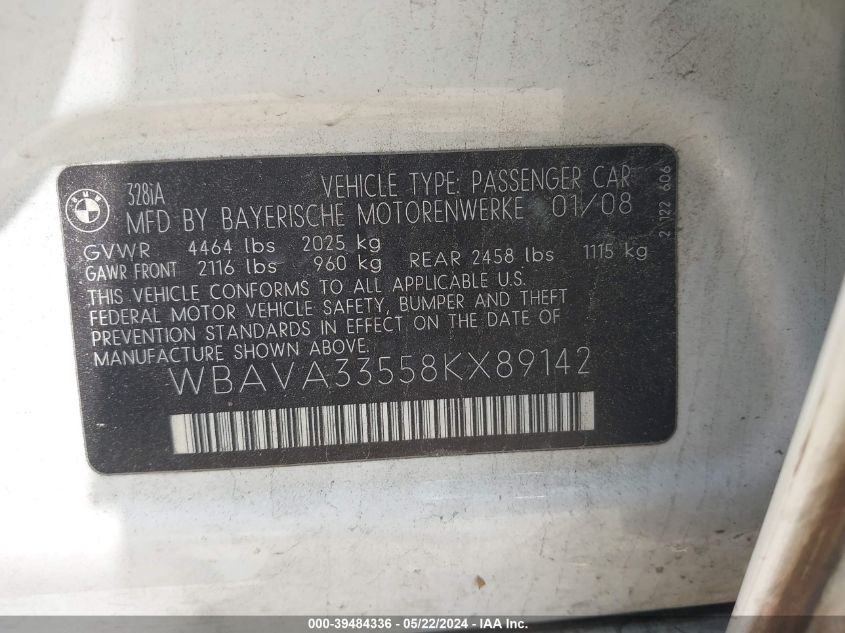 BMW
328iA VEHICLE TYPE: PASSENGER CAR
MFD BY BAYERISCHE MOTORENWERKE 01/08
GVWR 4464 lbs 2025 kg
GAWR FRONT 2116 lbs 960 kg REAR 2458 lbs 1115 kg
THIS VEHICLE CONFORMS TO ALL APPLICABLE U.S.
FEDERAL MOTOR VEHICLE SAFETY, BUMPER AND THEFT
PREVENTION STANDARDS IN EFFECT ON THE DATE OF
MANUFACTURE SHOWN ABOVE.
WBAVA33558KX89142
2 122 606
000-39484336 - 05/22/2024 - IAAI - Copart